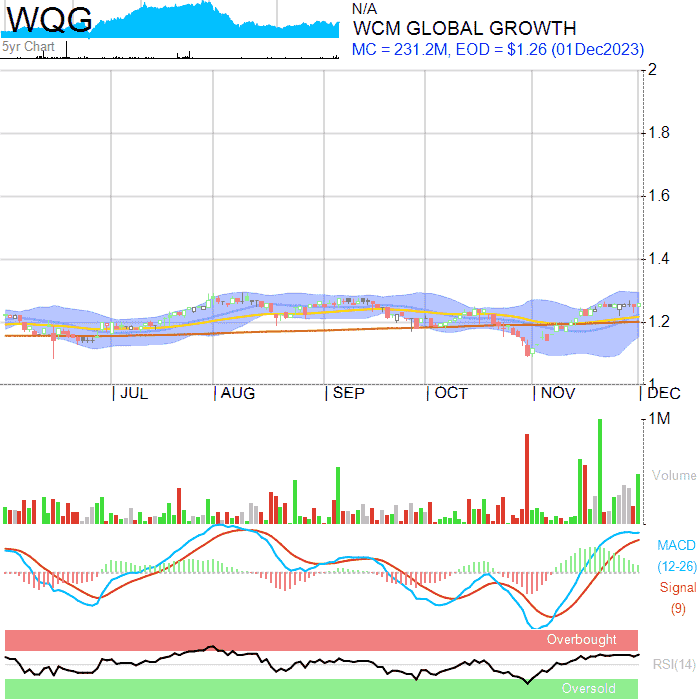 WQG
N/A
WCM GLOBAL GROWTH
5yr Chart
MC = 231.2M, EOD = $1.26 (01Dec2023)
2
1.8
1.6
1.4
1.2
1
JUL AUG SEP OCT NOV DEC
1M
Volume
MACD
(12-26)
Signal
(9)
Overbought
RSI(14)
Oversold